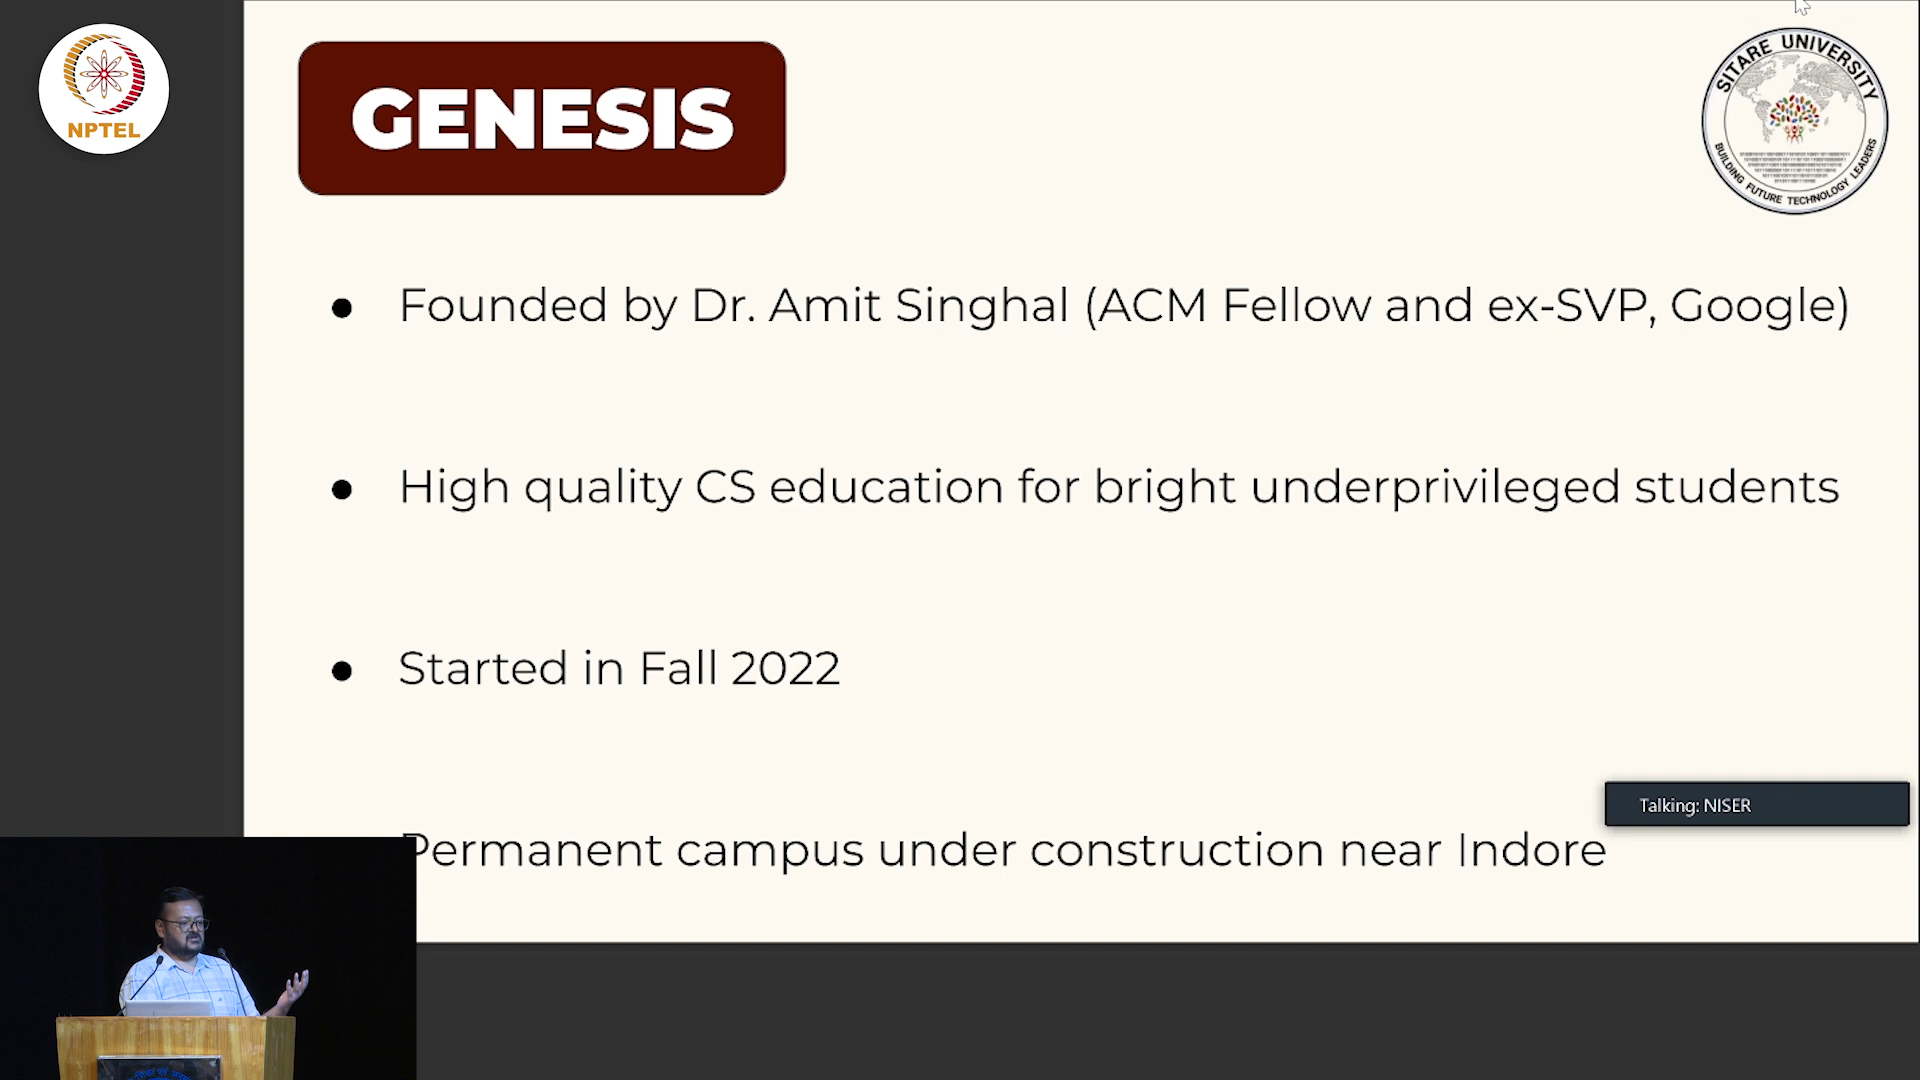 NPTEL
GENESIS
SITARE UNIVERSITY
BUILDING FUTURE TECHNOLOGY LEADERS
● Founded by Dr. Amit Singhal (ACM Fellow and ex-SVP, Google)
● High quality CS education for bright underprivileged students
● Started in Fall 2022
Talking: NISER
Permanent campus under construction near Indore